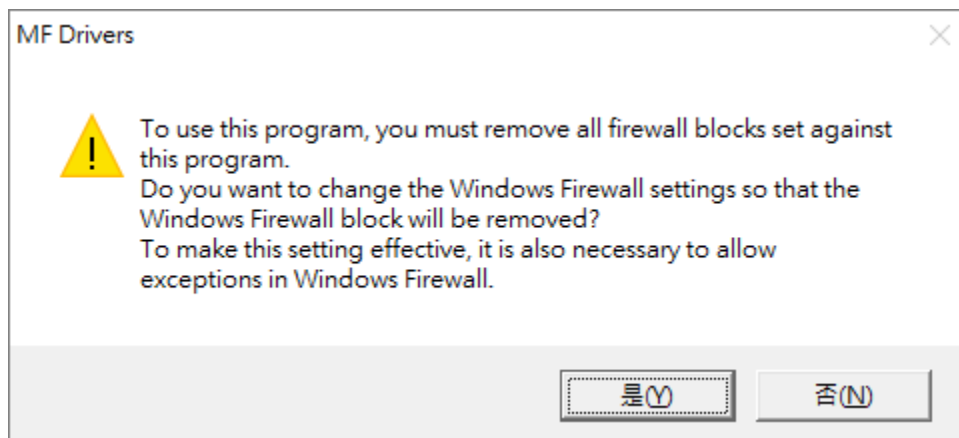 MF Drivers
To use this program, you must remove all firewall blocks set against
this program.
Do you want to change the Windows Firewall settings so that the
Windows Firewall block will be removed?
To make this setting effective, it is also necessary to allow
exceptions in Windows Firewall.
是(Y)
否(N)